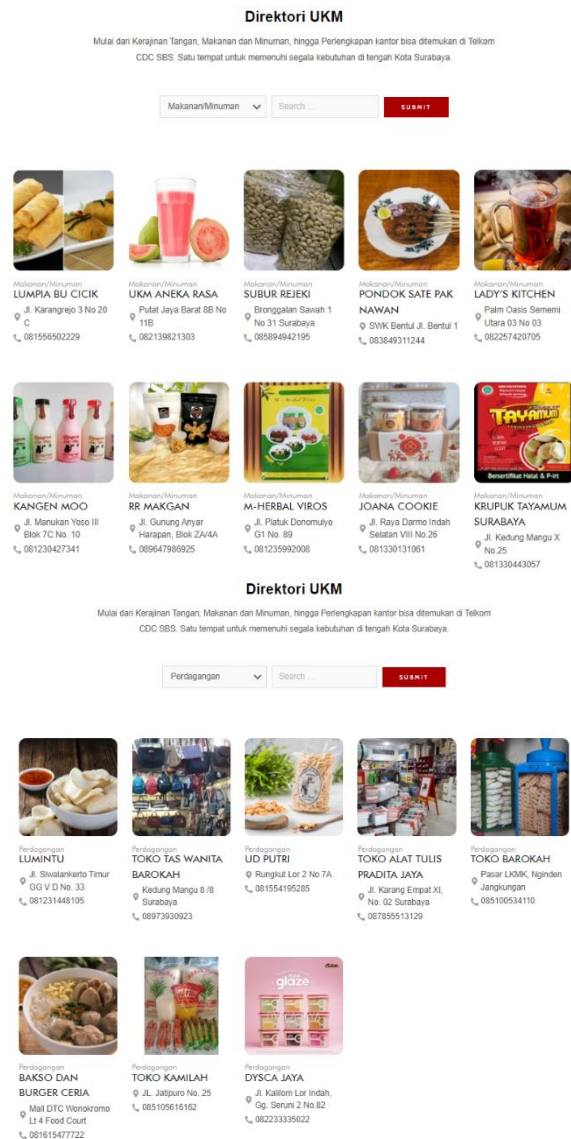 Direktori UKM
Mulai dari Kerajinan Tangan, Makanan dan Minuman, hingga Perlengkapan kantor bisa ditemukan di Telkom
CDC SBS. Satu tempat untuk memenuhi segala kebutuhan di tengah Kota Surabaya.
Makanan/Minuman
Search ...
SUBMIT
Makanan/Minuman
LUMPIA BU CICIK
Jl. Karangrejo 3 No 20
C
081556502229
Makanan/Minuman
UKM ANEKA RASA
Putat Jaya Barat 8B No
11B
082139821303
Makanan/Minuman
SUBUR REJEKI
Bronggalan Sawah 1
No 31 Surabaya
085894942195
Makanan/Minuman
PONDOK SATE PAK
NAWAN
SWK Bentul Jl. Bentul 1
083849311244
Makanan/Minuman
LADY'S KITCHEN
Palm Oasis Sememi
Utara 03 No 03
082257420705
Makanan/Minuman
KANGEN MOO
Jl. Manukan Yoso III
Blok 7C No. 10
081230427341
Makanan/Minuman
RR MAKGAN
Jl. Gunung Anyar
Harapan, Blok ZA/4A
089647986925
M-Herbal Viros
Makanan/Minuman
M-HERBAL VIROS
Jl. Platuk Donomulyo
G1 No. 89
081235992008
Makanan/Minuman
JOANA COOKIE
Jl. Raya Darmo Indah
Selatan VIII No.26
081330131061
TAYAMUM
Bersertifikat Halal & P-irt
Makanan/Minuman
KRUPUK TAYAMUM
SURABAYA
Jl. Kedung Mangu X
No.25
081330443057
Direktori UKM
Mulai dari Kerajinan Tangan, Makanan dan Minuman, hingga Perlengkapan kantor bisa ditemukan di Telkom
CDC SBS. Satu tempat untuk memenuhi segala kebutuhan di tengah Kota Surabaya.
Perdagangan
Search ...
SUBMIT
Perdagangan
LUMINTU
Jl. Siwalankerto Timur
GG V D No. 33
081231448105
Perdagangan
TOKO TAS WANITA
BAROKAH
Kedung Mangu 8 /8
Surabaya
08973930923
Perdagangan
UD PUTRI
Rungkut Lor 2 No 7A
081554195285
Perdagangan
TOKO ALAT TULIS
PRADITA JAYA
Jl. Karang Empat XI,
No. 02 Surabaya
087855513129
Perdagangan
TOKO BAROKAH
Pasar LKMK, Nginden
Jangkungan
085100534110
Perdagangan
BAKSO DAN
BURGER CERIA
Mall DTC Wonokromo
Lt 4 Food Court
081615477722
Perdagangan
TOKO KAMILAH
JL. Jatipuro No. 25
085105616162
glaze
Perdagangan
DYSCA JAYA
Jl. Kalilom Lor Indah,
Gg. Seruni 2 No.82
082233335022